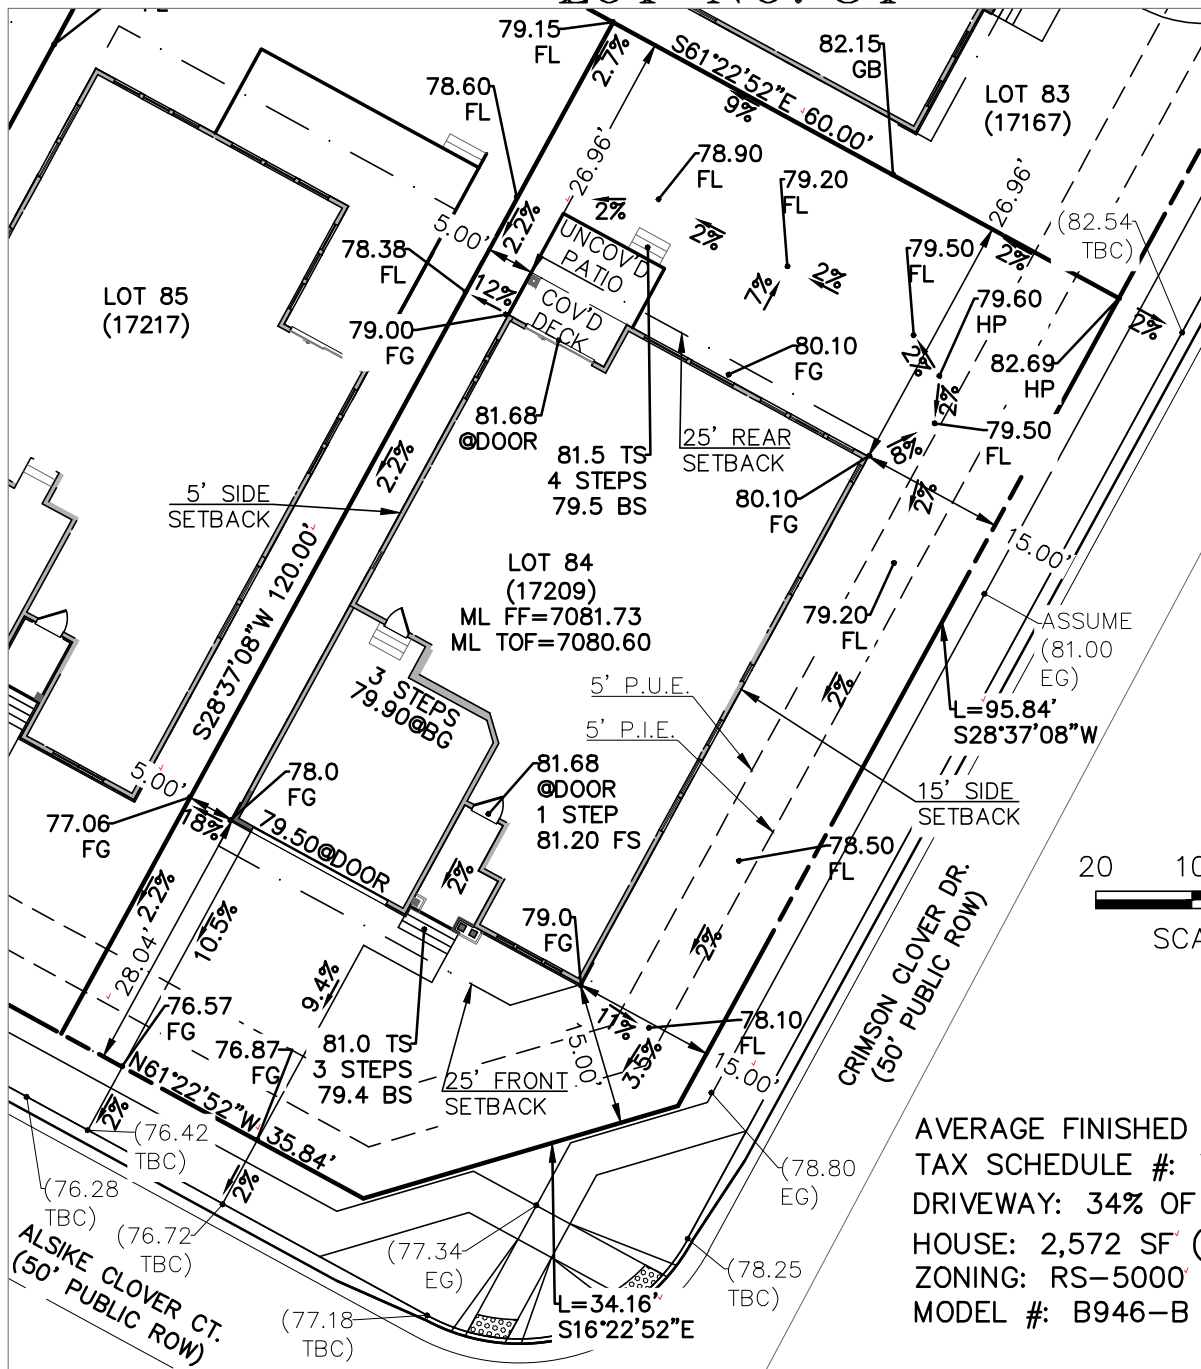 79.15
FL
82.15
GB
S61°22'52"E 60.00'
2.7%
9%
LOT 83
(17167)
78.60
FL
26.96'
78.90
FL
79.20
FL
26.96'
(82.54
TBC)
2%
2%
2%
2%
2%
7%
5.00'
2.2%
UNCOV'D
PATIO
78.38
FL
79.50
FL
12%
COV'D
DECK
79.60
HP
LOT 85
(17217)
79.00
FG
80.10
FG
82.69
HP
2%
2%
81.68
@DOOR
25' REAR
SETBACK
79.50
FL
8%
2.2%
81.5 TS
4 STEPS
79.5 BS
80.10
FG
2%
5' SIDE
SETBACK
15.00'
LOT 84
(17209)
ML FF=7081.73
ML TOF=7080.60
S28°37'08"W 120.00'
79.20
FL
ASSUME
(81.00
EG)
3 STEPS
79.90@BG
5' P.U.E.
2%
5' P.I.E.
L=95.84'
S28°37'08"W
5.00'
78.0
FG
81.68
@DOOR
1 STEP
81.20 FS
15' SIDE
SETBACK
77.06
FG
18%
79.50@DOOR
78.50
FL
2%
2.2%
10.5%
79.0
FG
2%
20
28.04'
9.4%
CRIMSON CLOVER DR.
(50' PUBLIC ROW)
76.57
FG
11%
78.10
FL
76.87
FG
81.0 TS
3 STEPS
79.4 BS
25' FRONT
SETBACK
15.00'
3.5%
15.00'
N61°22'52"W 35.84'
2%
(76.42
TBC)
AVERAGE FINISHED
TAX SCHEDULE #:
DRIVEWAY: 34% OF
HOUSE: 2,572 SF (
ZONING: RS-5000
MODEL #: B946-B
(78.80
EG)
(76.28
TBC)
2%
(76.72
TBC)
(77.34
EG)
(78.25
TBC)
ALSIKE CLOVER CT.
(50' PUBLIC ROW)
(77.18
TBC)
L=34.16'
S16°22'52"E